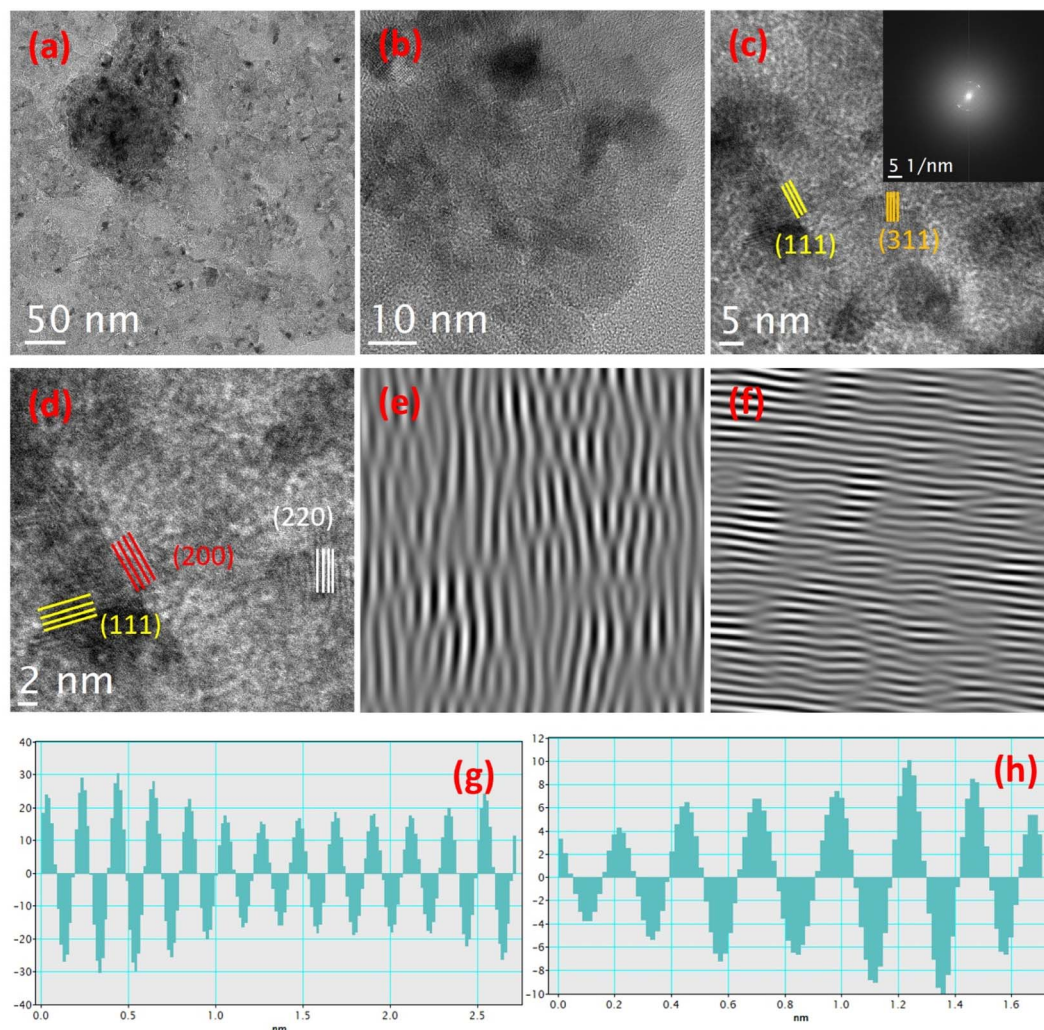 (a)
50 nm
(b)
10 nm
(c)
5 1/nm
(111)
(311)
5 nm
(d)
(220)
(200)
(111)
2 nm
(e)
(f)
(g)
40
30
20
10
0
-10
-20
-30
-40
0.0 0.5 1.0 1.5 2.0 2.5
nm
(h)
12
10
8
6
4
2
0
-2
-4
-6
-8
-10
0.0 0.2 0.4 0.6 0.8 1.0 1.2 1.4 1.6
nm